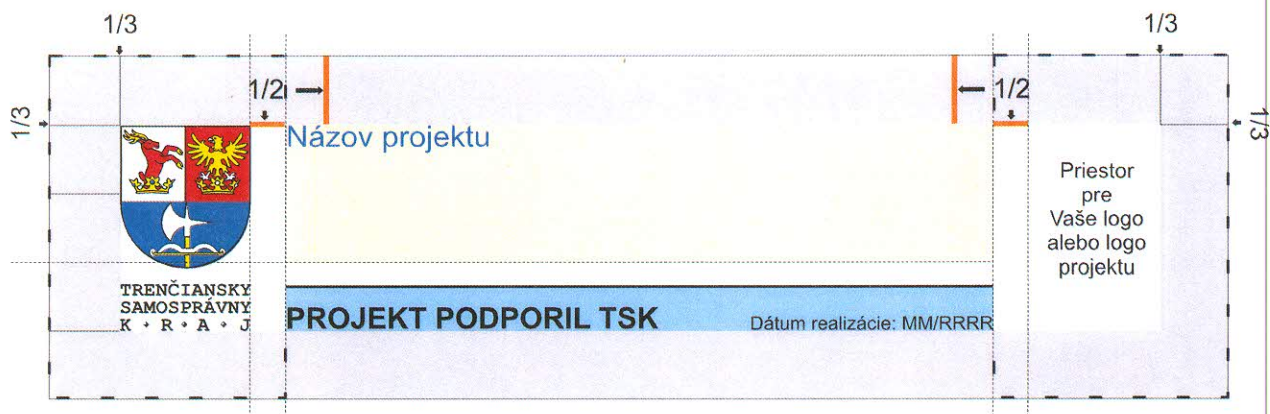 1/3
1/3
1/2
1/2
1/3
1/3
Názov projektu
Priestor
pre
Vaše logo
alebo logo
projektu
TRENČIANSKY
SAMOSPRÁVNY
K • R • A • J
PROJEKT PODPORIL TSK
Dátum realizácie: MM/RRRR